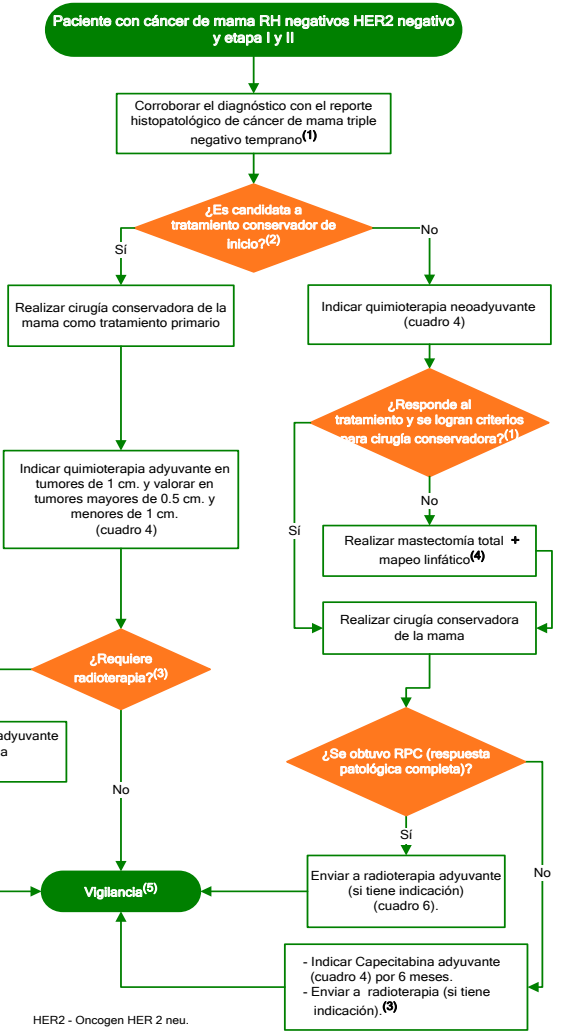 Paciente con cáncer de mama RH negativos HER2 negativo
y etapa I y II
Corroborar el diagnóstico con el reporte
histopatológico de cáncer de mama triple
negativo temprano(1)
¿Es candidata a
tratamiento conservador de
inicio?(2)
Sí
No
Realizar cirugía conservadora de la
mama como tratamiento primario
Indicar quimioterapia neoadyuvante
(cuadro 4)
¿Responde al
tratamiento y se logran criterios
para cirugía conservadora?(1)
Indicar quimioterapia adyuvante en
tumores de 1 cm. y valorar en
tumores mayores de 0.5 cm. y
menores de 1 cm.
(cuadro 4)
No
Sí
Realizar mastectomía total +
mapeo linfático(4)
Realizar cirugía conservadora
de la mama
¿Requiere
radioterapia?(3)
adyuvante
a
¿Se obtuvo RPC (respuesta
patológica completa)?
No
Sí
No
Vigilancia(5)
Enviar a radioterapia adyuvante
(si tiene indicación)
(cuadro 6).
- Indicar Capecitabina adyuvante
(cuadro 4) por 6 meses.
- Enviar a radioterapia (si tiene
indicación).(3)
HER2 - Oncogen HER 2 neu.